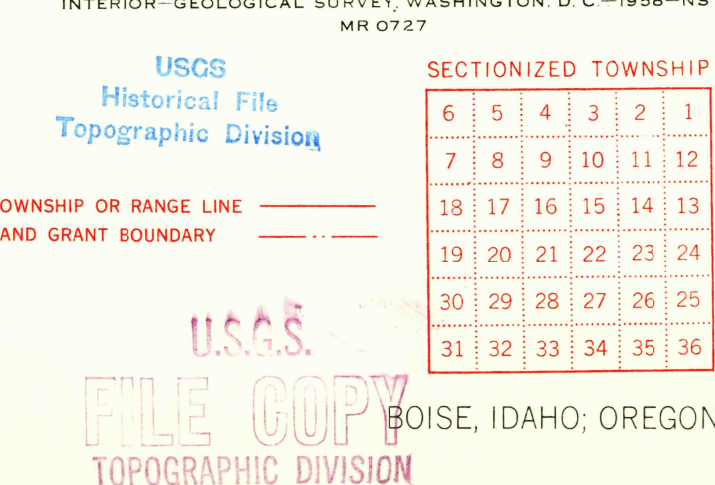 INTERIOR—GEOLOGICAL SURVEY, WASHINGTON. D. C.—1958—NS
MR 0727
USGS
Historical File
Topographic Division
SECTIONIZED TOWNSHIP
6 5 4 3 2 1
7 8 9 10 11 12
18 17 16 15 14 13
19 20 21 22 23 24
30 29 28 27 26 25
31 32 33 34 35 36
OWNSHIP OR RANGE LINE
AND GRANT BOUNDARY
U.S.G.S.
FILE COPY
TOPOGRAPHIC DIVISION
BOISE, IDAHO; OREGON